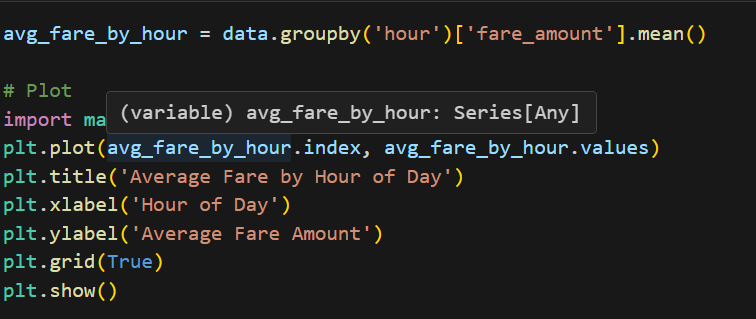 avg_fare_by_hour = data.groupby('hour')['fare_amount'].mean()
# Plot
(variable) avg_fare_by_hour: Series[Any]
import ma
plt.plot(avg_fare_by_hour.index, avg_fare_by_hour.values)
plt.title('Average Fare by Hour of Day')
plt.xlabel('Hour of Day')
plt.ylabel('Average Fare Amount')
plt.grid(True)
plt.show()